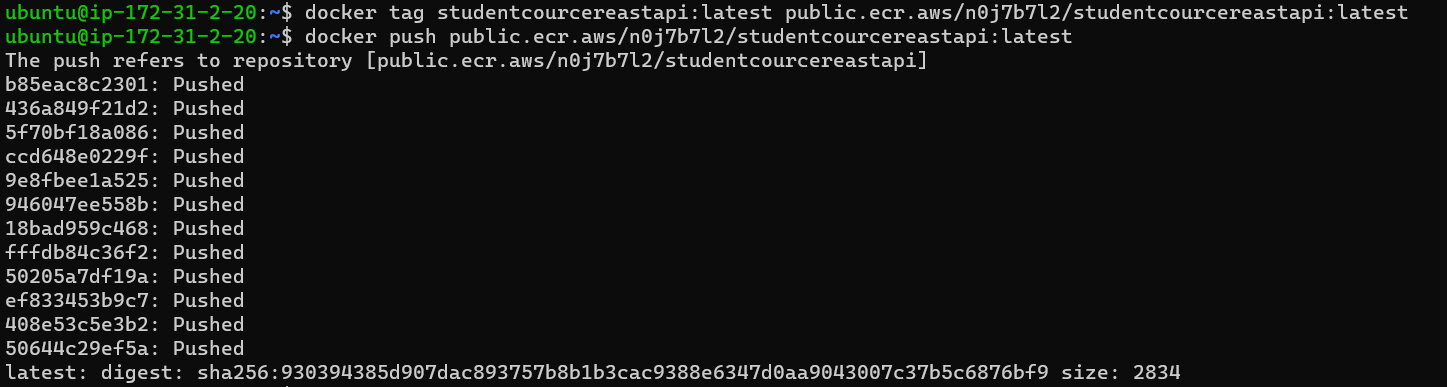 ubuntu@ip-172-31-2-20:~$ docker tag studentcourcereastapi:latest public.ecr.aws/n0j7b7l2/studentcourcereastapi:latest
ubuntu@ip-172-31-2-20:~$ docker push public.ecr.aws/n0j7b7l2/studentcourcereastapi:latest
The push refers to repository [public.ecr.aws/n0j7b7l2/studentcourcereastapi]
b85eac8c2301: Pushed
436a849f21d2: Pushed
5f70bf18a086: Pushed
ccd648e0229f: Pushed
9e8fbee1a525: Pushed
946047ee558b: Pushed
18bad959c468: Pushed
fffdb84c36f2: Pushed
50205a7df19a: Pushed
ef833453b9c7: Pushed
408e53c5e3b2: Pushed
50644c29ef5a: Pushed
latest: digest: sha256:930394385d907dac893757b8b1b3cac9388e6347d0aa9043007c37b5c6876bf9 size: 2834